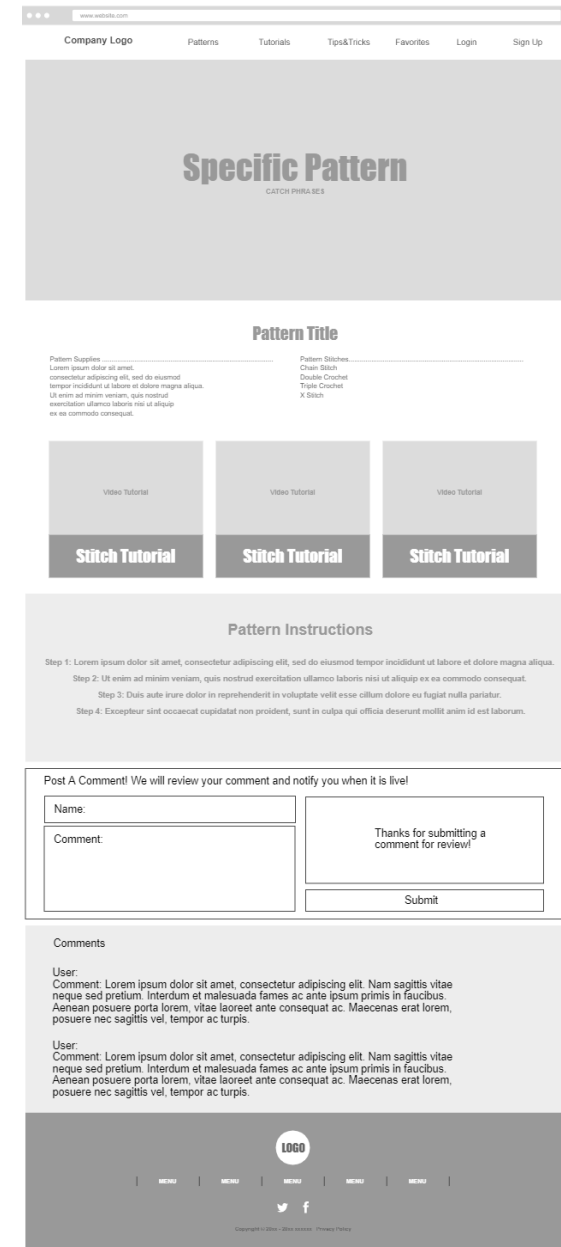 www.website.com
Company Logo Patterns Tutorials Tips&Tricks Favorites Login Sign Up
Specific Pattern
CATCH PHRASES
Pattern Title
Pattern Supplies
Lorem ipsum dolor sit amet.
consectetur adipiscing elit, sed do eiusmod
tempor incididunt ut labore et dolore magna aliqua.
Ut enim ad minim veniam, quis nostrud
exercitation ullamco laboris nisi ut aliquip
ex ea commodo consequat.
Pattern Stitches
Chain Stitch
Double Crochet
Triple Crochet
X Stitch
Video Tutorial
Stitch Tutorial
Video Tutorial
Stitch Tutorial
Video Tutorial
Stitch Tutorial
Pattern Instructions
Step 1: Lorem ipsum dolor sit amet, consectetur adipiscing elit, sed do eiusmod tempor incididunt ut labore et dolore magna aliqua.
Step 2: Ut enim ad minim veniam, quis nostrud exercitation ullamco laboris nisi ut aliquip ex ea commodo consequat.
Step 3: Duis aute irure dolor in reprehenderit in voluptate velit esse cillum dolore eu fugiat nulla pariatur.
Step 4: Excepteur sint occaecat cupidatat non proident, sunt in culpa qui officia deserunt mollit anim id est laborum.
Post A Comment! We will review your comment and notify you when it is live!
Name:
Comment:
Thanks for submitting a
comment for review!
Submit
Comments
User:
Comment: Lorem ipsum dolor sit amet, consectetur adipiscing elit. Nam sagittis vitae
neque sed pretium. Interdum et malesuada fames ac ante ipsum primis in faucibus.
Aenean posuere porta lorem, vitae laoreet ante consequat ac. Maecenas erat lorem,
posuere nec sagittis vel, tempor ac turpis.
User:
Comment: Lorem ipsum dolor sit amet, consectetur adipiscing elit. Nam sagittis vitae
neque sed pretium. Interdum et malesuada fames ac ante ipsum primis in faucibus.
Aenean posuere porta lorem, vitae laoreet ante consequat ac. Maecenas erat lorem,
posuere nec sagittis vel, tempor ac turpis.
LOGO
MENU MENU MENU MENU MENU
Copyright Privacy Policy